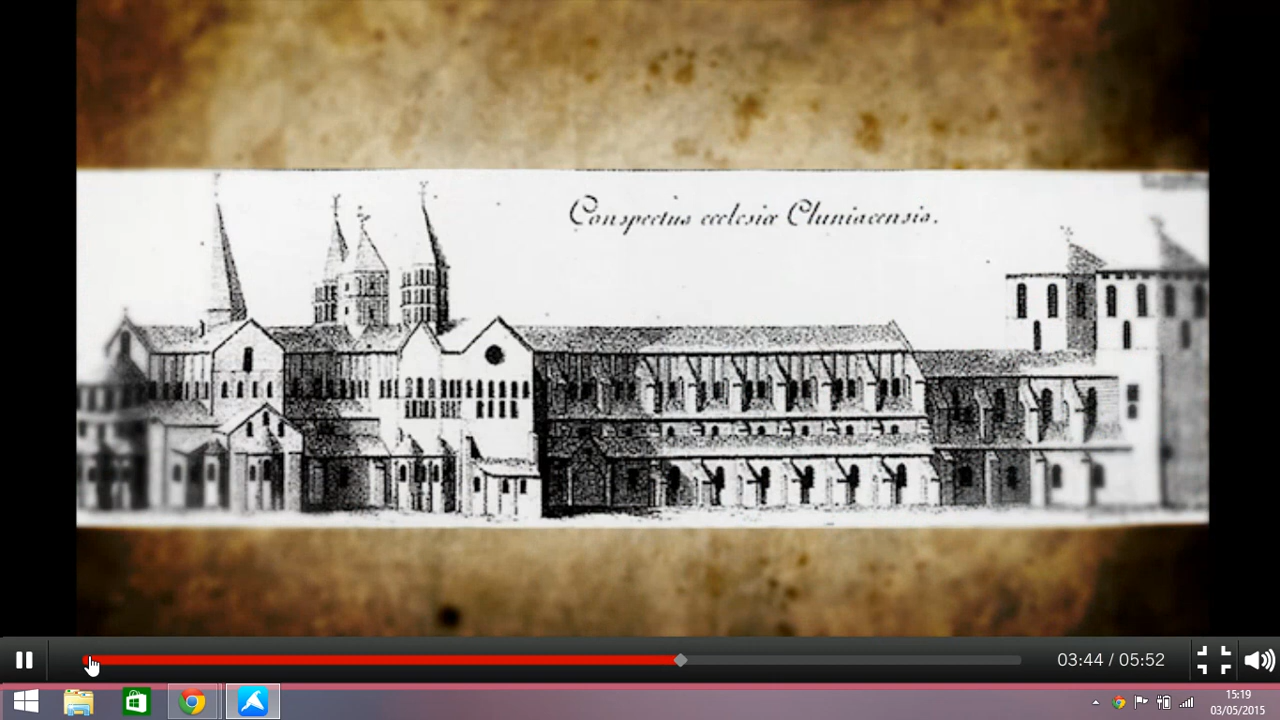 Conspectus ecclesiæ Cluniacensis.
03:44 / 05:52
15:19
03/05/2015